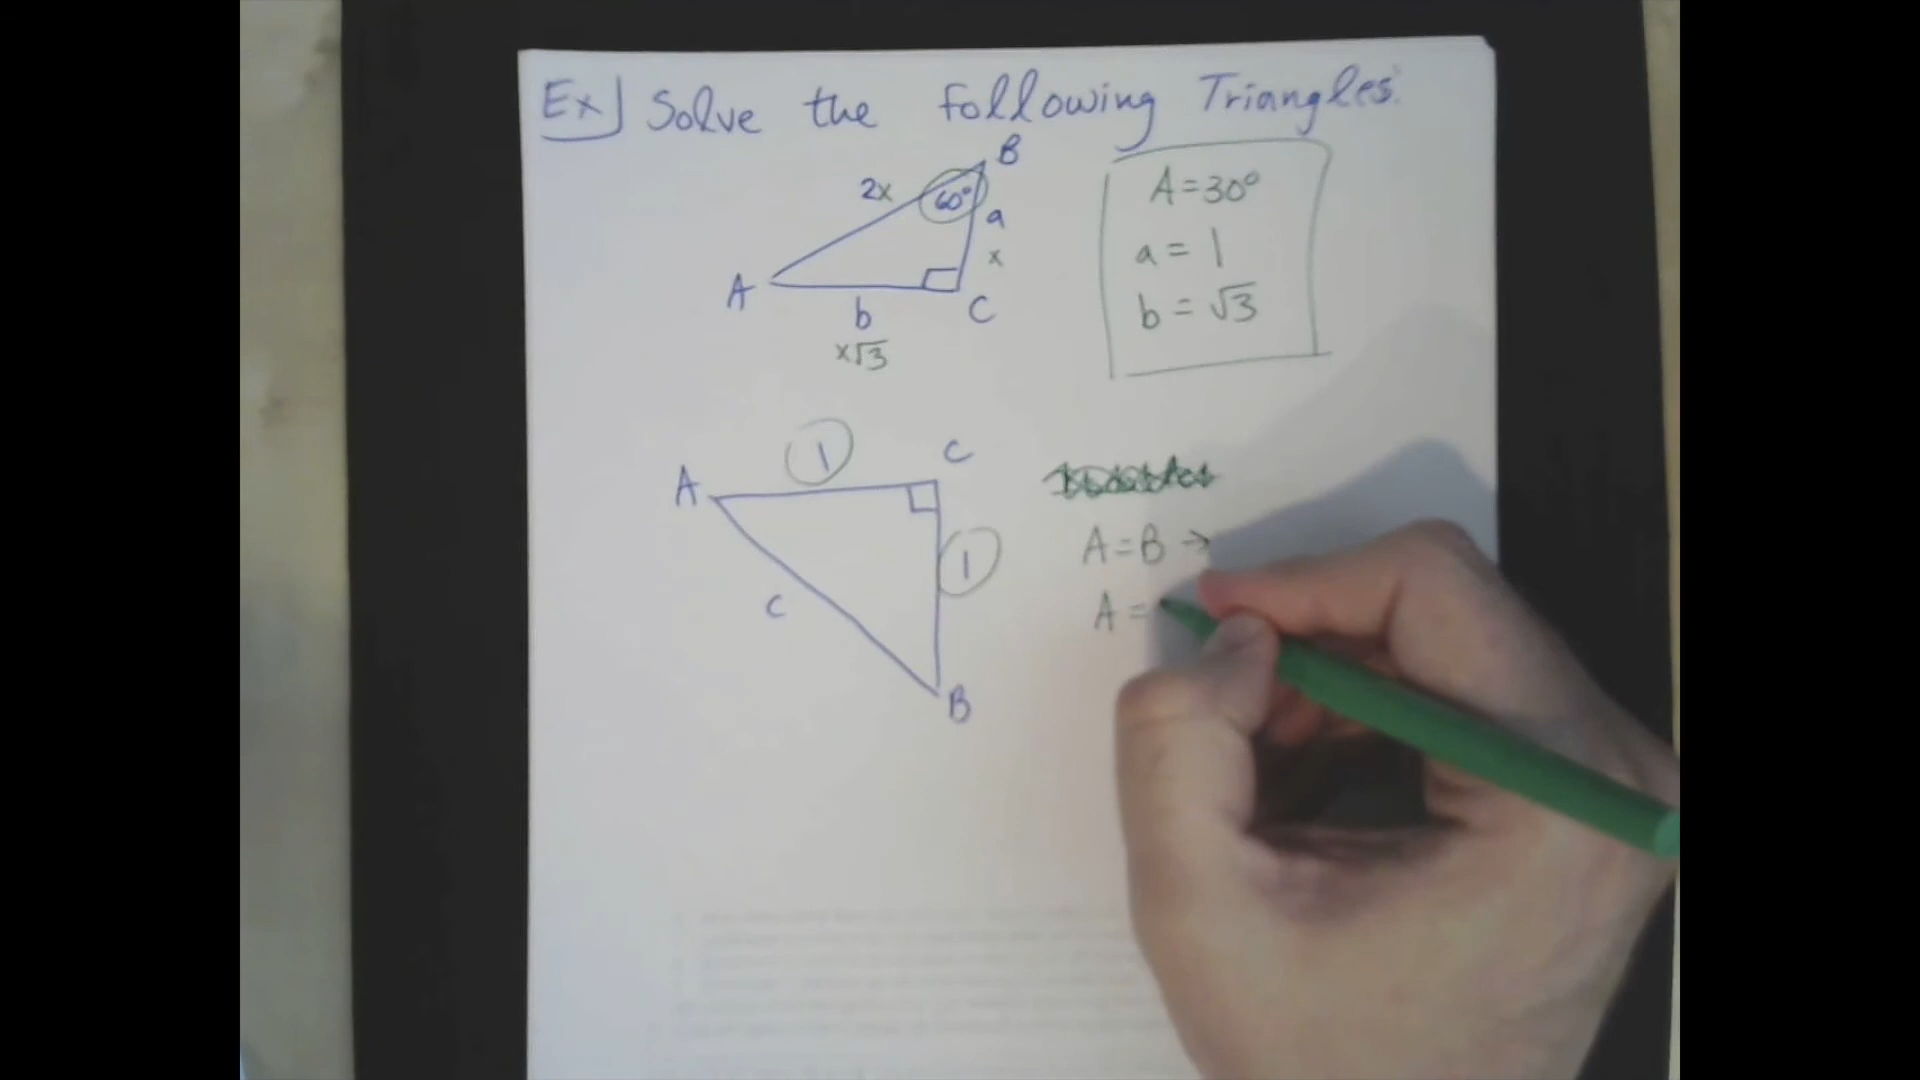 Ex] Solve the Following Triangles.
B
2x
60°
a
x
A
b
C
x√3
A=30°
a = 1
b = √3
1
C
A
1
c
B
A=B →
A =